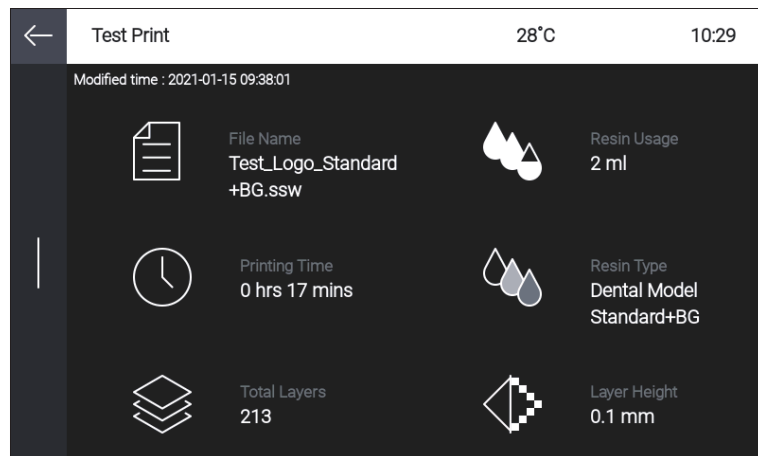 Test Print
28°C
10:29
Modified time : 2021-01-15 09:38:01
File Name
Test_Logo_Standard
+BG.ssw
Resin Usage
2 ml
Printing Time
0 hrs 17 mins
Resin Type
Dental Model
Standard+BG
Total Layers
213
Layer Height
0.1 mm